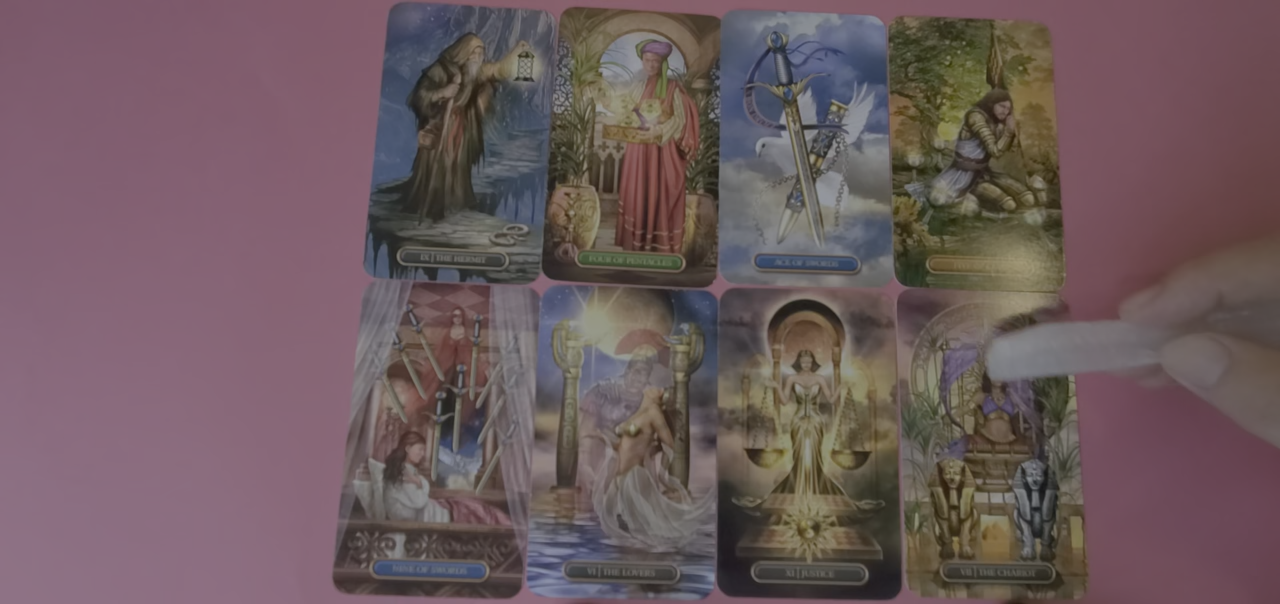 IX | THE HERMIT
FOUR OF PENTACLES
ACE OF SWORDS
NINE OF SWORDS
VI | THE LOVERS
XI | JUSTICE
VII | THE CHARIOT